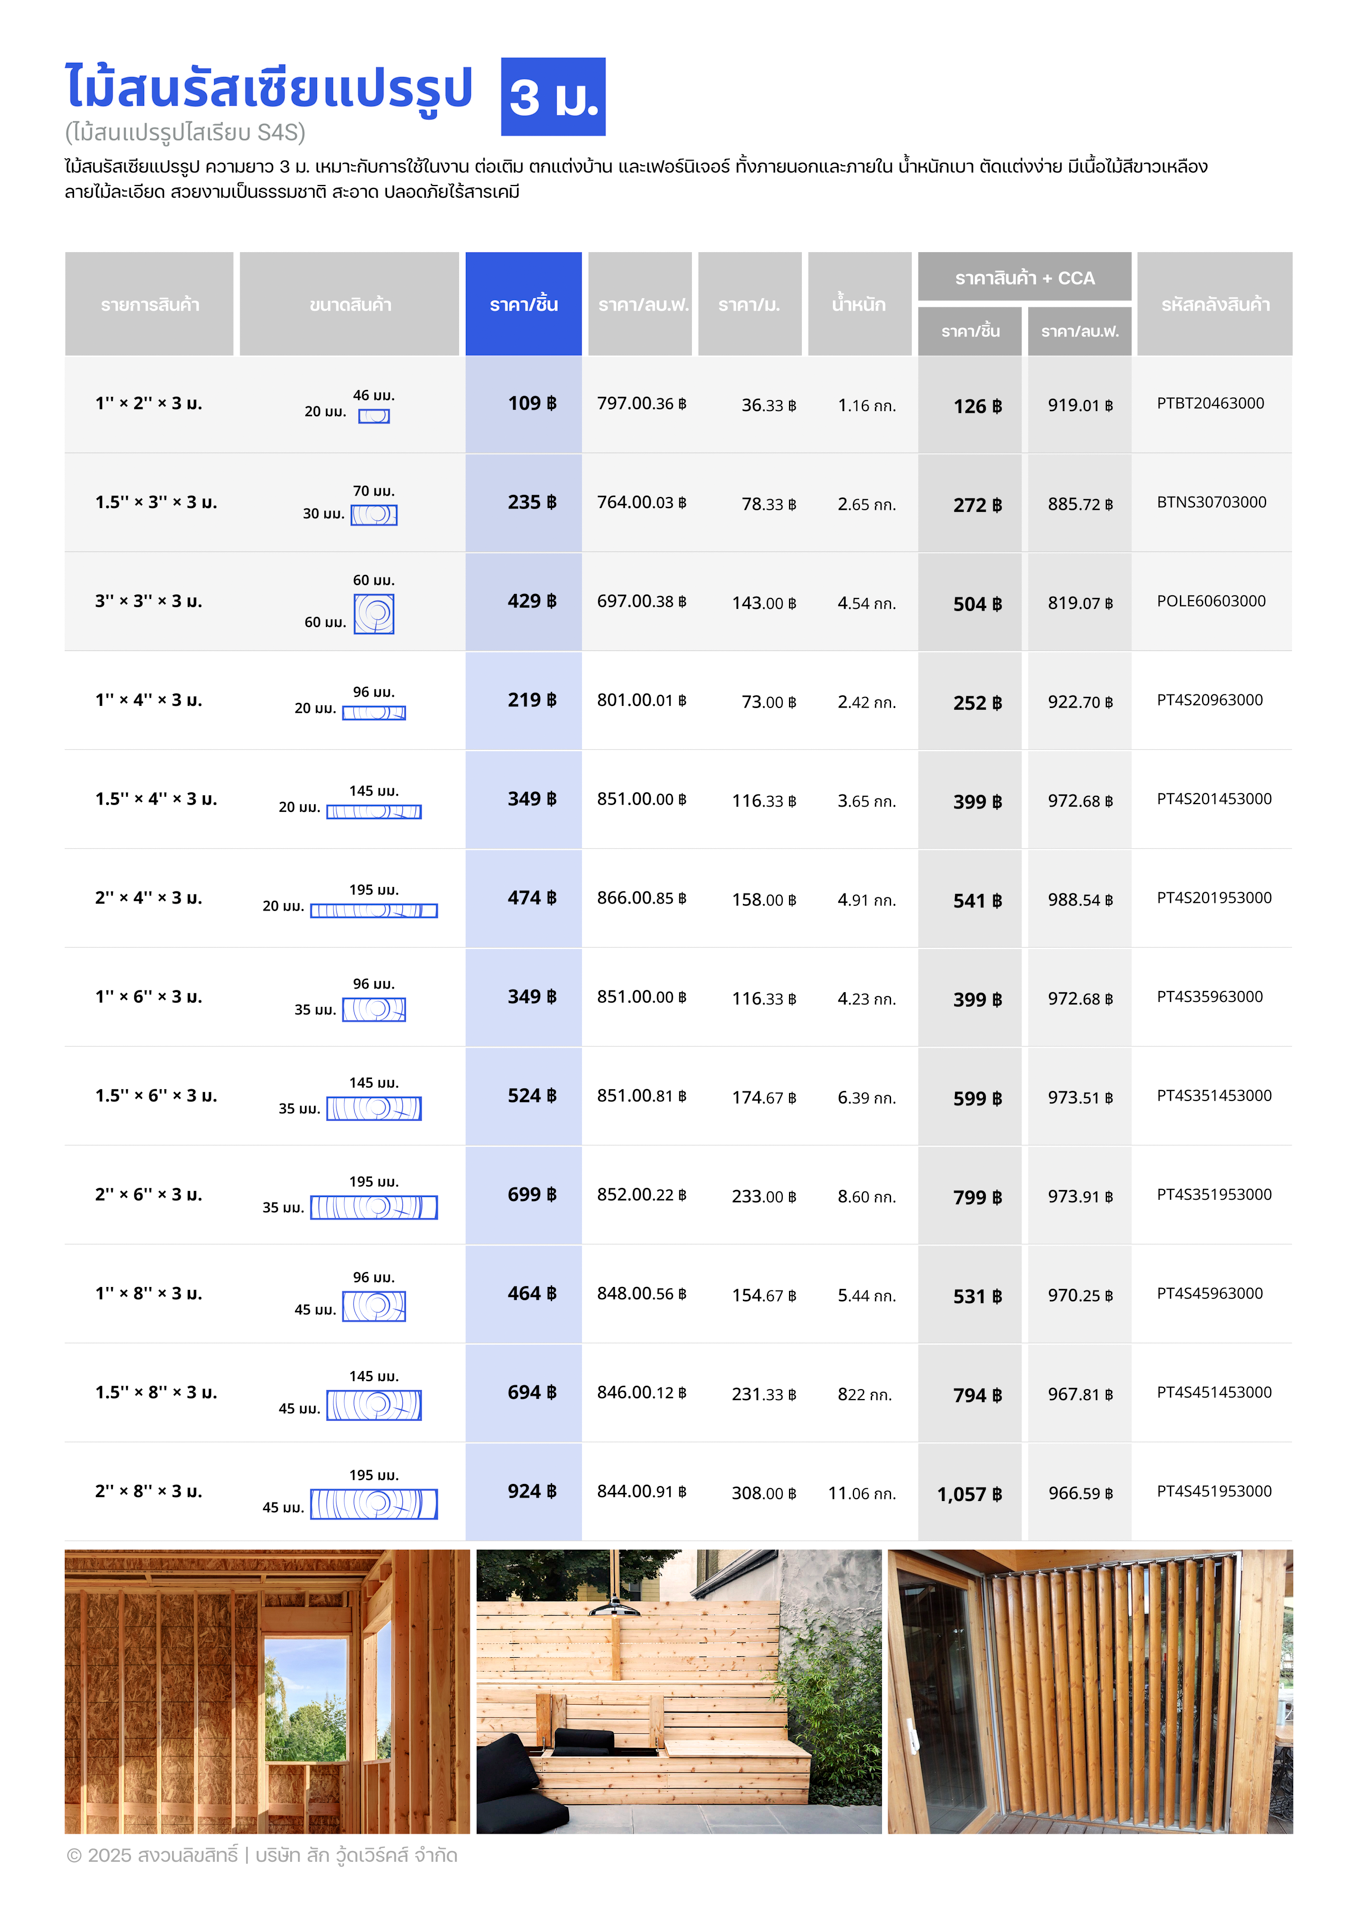 ไม้สนรัสเซียแปรรูป 3 ม.
(ไม้สนแปรรูปไสเรียบ S4S)
ไม้สนรัสเซียแปรรูป ความยาว 3 ม. เหมาะกับการใช้ในงาน ต่อเติม ตกแต่งบ้าน และเฟอร์นิเจอร์ ทั้งภายนอกและภายใน น้ำหนักเบา ตัดแต่งง่าย มีเนื้อไม้สีขาวเหลือง
ลายไม้ละเอียด สวยงามเป็นธรรมชาติ สะอาด ปลอดภัยไร้สารเคมี
รายการสินค้า ขนาดสินค้า ราคา/ชิ้น ราคา/ลบ.ฟ. ราคา/ม. น้ำหนัก ราคาสินค้า + CCA รหัสคลังสินค้า
ราคา/ชิ้น ราคา/ลบ.ฟ.
1'' × 2'' × 3 ม. 46 มม. 20 มม. 109 ฿ 797.00.36 ฿ 36.33 ฿ 1.16 กก. 126 ฿ 919.01 ฿ PTBT20463000
1.5'' × 3'' × 3 ม. 70 มม. 30 มม. 235 ฿ 764.00.03 ฿ 78.33 ฿ 2.65 กก. 272 ฿ 885.72 ฿ BTNS30703000
3'' × 3'' × 3 ม. 60 มม. 60 มม. 429 ฿ 697.00.38 ฿ 143.00 ฿ 4.54 กก. 504 ฿ 819.07 ฿ POLE60603000
1'' × 4'' × 3 ม. 96 มม. 20 มม. 219 ฿ 801.00.01 ฿ 73.00 ฿ 2.42 กก. 252 ฿ 922.70 ฿ PT4S20963000
1.5'' × 4'' × 3 ม. 145 มม. 20 มม. 349 ฿ 851.00.00 ฿ 116.33 ฿ 3.65 กก. 399 ฿ 972.68 ฿ PT4S201453000
2'' × 4'' × 3 ม. 195 มม. 20 มม. 474 ฿ 866.00.85 ฿ 158.00 ฿ 4.91 กก. 541 ฿ 988.54 ฿ PT4S201953000
1'' × 6'' × 3 ม. 96 มม. 35 มม. 349 ฿ 851.00.00 ฿ 116.33 ฿ 4.23 กก. 399 ฿ 972.68 ฿ PT4S35963000
1.5'' × 6'' × 3 ม. 145 มม. 35 มม. 524 ฿ 851.00.81 ฿ 174.67 ฿ 6.39 กก. 599 ฿ 973.51 ฿ PT4S351453000
2'' × 6'' × 3 ม. 195 มม. 35 มม. 699 ฿ 852.00.22 ฿ 233.00 ฿ 8.60 กก. 799 ฿ 973.91 ฿ PT4S351953000
1'' × 8'' × 3 ม. 96 มม. 45 มม. 464 ฿ 848.00.56 ฿ 154.67 ฿ 5.44 กก. 531 ฿ 970.25 ฿ PT4S45963000
1.5'' × 8'' × 3 ม. 145 มม. 45 มม. 694 ฿ 846.00.12 ฿ 231.33 ฿ 822 กก. 794 ฿ 967.81 ฿ PT4S451453000
2'' × 8'' × 3 ม. 195 มม. 45 มม. 924 ฿ 844.00.91 ฿ 308.00 ฿ 11.06 กก. 1,057 ฿ 966.59 ฿ PT4S451953000
© 2025 สงวนลิขสิทธิ์ | บริษัท สัก วู้ดเวิร์คส์ จำกัด